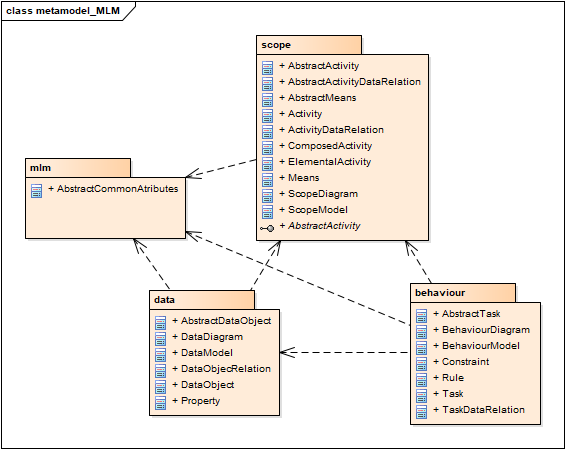 class metamodel_MLM
scope
+ AbstractActivity
+ AbstractActivityDataRelation
+ AbstractMeans
+ Activity
+ ActivityDataRelation
+ ComposedActivity
+ ElementalActivity
+ Means
+ ScopeDiagram
+ ScopeModel
+ AbstractActivity
mlm
+ AbstractCommonAtributes
data
+ AbstractDataObject
+ DataDiagram
+ DataModel
+ DataObjecRelation
+ DataObject
+ Property
behaviour
+ AbstractTask
+ BehaviourDiagram
+ BehaviourModel
+ Constraint
+ Rule
+ Task
+ TaskDataRelation